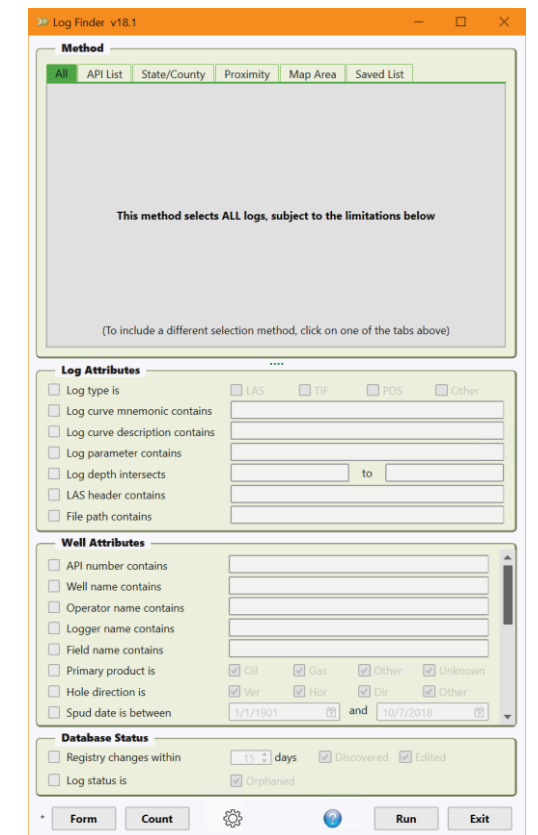 Log Finder v18.1
Method
All API List State/County Proximity Map Area Saved List
This method selects ALL logs, subject to the limitations below
(To include a different selection method, click on one of the tabs above)
Log Attributes
Log type is LAS TIF PDS Other
Log curve mnemonic contains
Log curve description contains
Log parameter contains
Log depth intersects to
LAS header contains
File path contains
Well Attributes
API number contains
Well name contains
Operator name contains
Logger name contains
Field name contains
Primary product is Oil Gas Other Unknown
Hole direction is Ver Hor Dir Other
Spud date is between 1/1/1901 and 10/7/2018
Database Status
Registry changes within 15 days Discovered Edited
Log status is Orphaned
* Form Count ? Run Exit